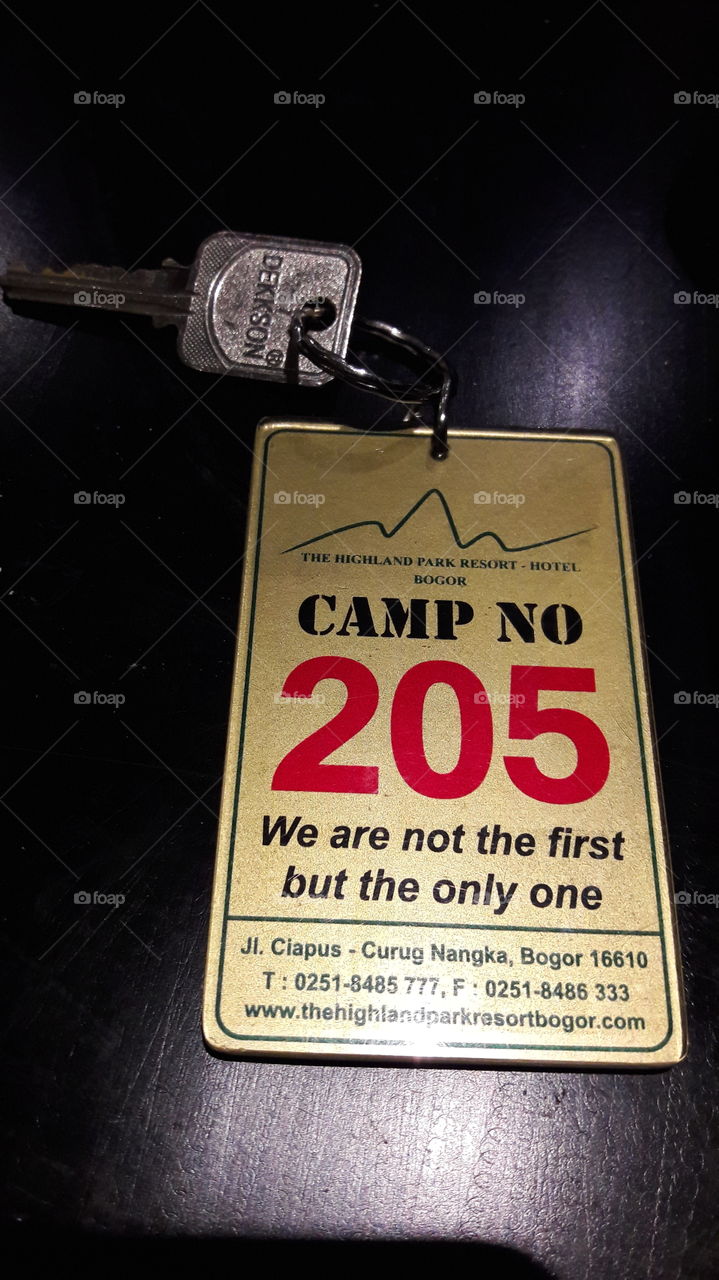 DEKKSON ®
THE HIGHLAND PARK RESORT - HOTEL
BOGOR
CAMP NO
205
We are not the first
but the only one
Jl. Ciapus - Curug Nangka, Bogor 16610
T : 0251-8485 777, F : 0251-8486 333
www.thehighlandparkresortbogor.com
foap